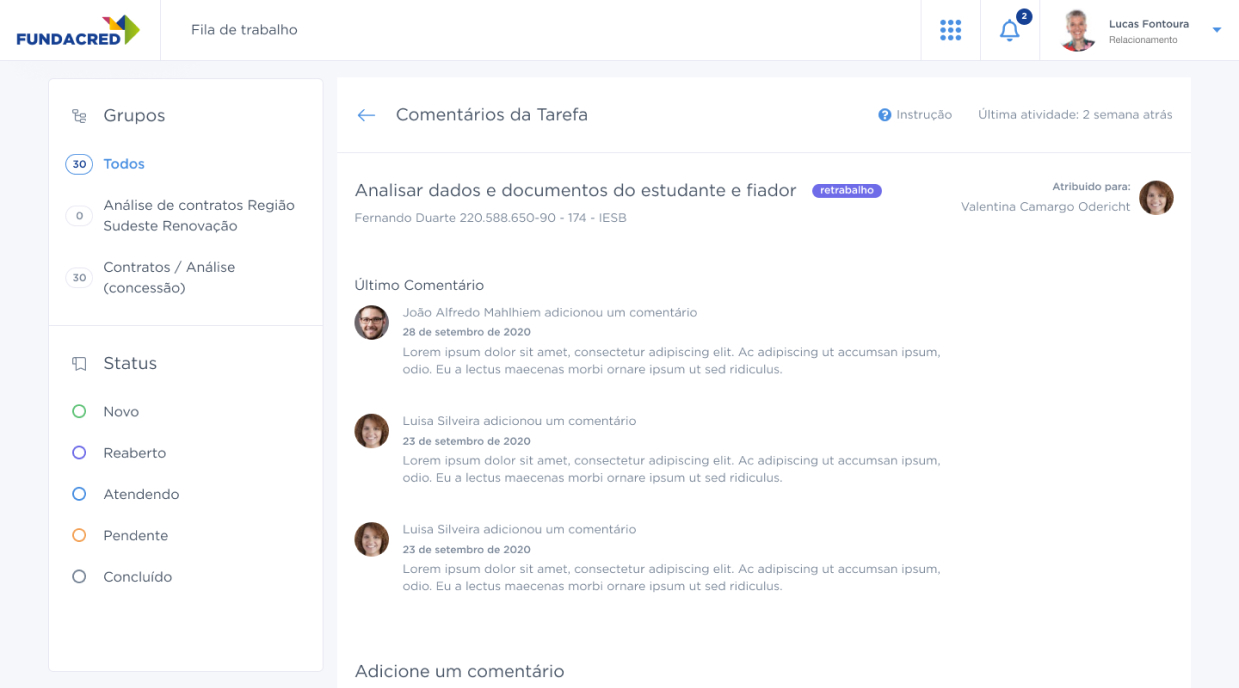 FUNDACRED
Fila de trabalho
2
Lucas Fontoura
Relacionamento
Grupos
30 Todos
0 Análise de contratos Região
Sudeste Renovação
30 Contratos / Análise
(concessão)
Status
Novo
Reaberto
Atendendo
Pendente
Concluído
Comentários da Tarefa
? Instrução
Última atividade: 2 semana atrás
Analisar dados e documentos do estudante e fiador
retrabalho
Fernando Duarte 220.588.650-90 - 174 - IESB
Atribuido para:
Valentina Camargo Odericht
Último Comentário
João Alfredo Mahlhiem adicionou um comentário
28 de setembro de 2020
Lorem ipsum dolor sit amet, consectetur adipiscing elit. Ac adipiscing ut accumsan ipsum,
odio. Eu a lectus maecenas morbi ornare ipsum ut sed ridiculus.
Luisa Silveira adicionou um comentário
23 de setembro de 2020
Lorem ipsum dolor sit amet, consectetur adipiscing elit. Ac adipiscing ut accumsan ipsum,
odio. Eu a lectus maecenas morbi ornare ipsum ut sed ridiculus.
Luisa Silveira adicionou um comentário
23 de setembro de 2020
Lorem ipsum dolor sit amet, consectetur adipiscing elit. Ac adipiscing ut accumsan ipsum,
odio. Eu a lectus maecenas morbi ornare ipsum ut sed ridiculus.
Adicione um comentário